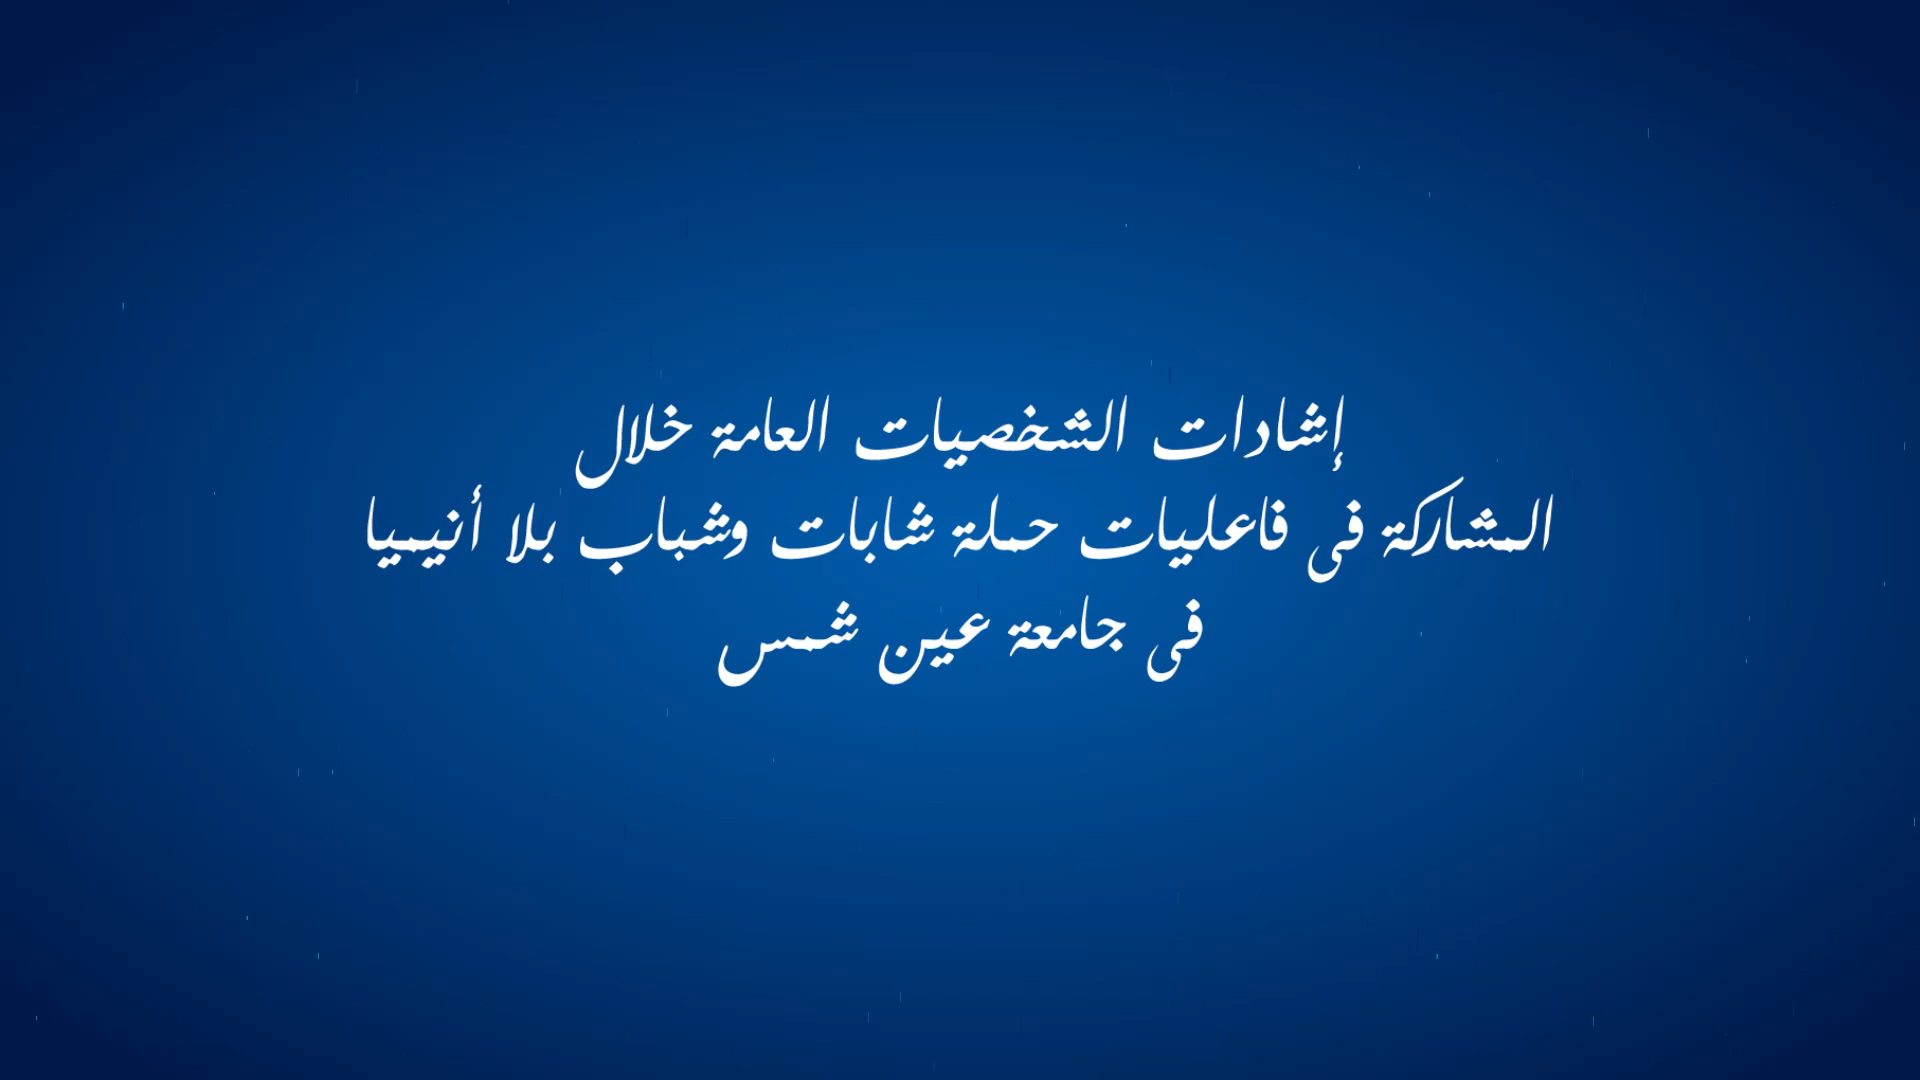 إشادات الشخصيات العامة خلال
المشاركة فى فاعليات حملة شابات وشباب بلا أنيميا
فى جامعة عين شمس